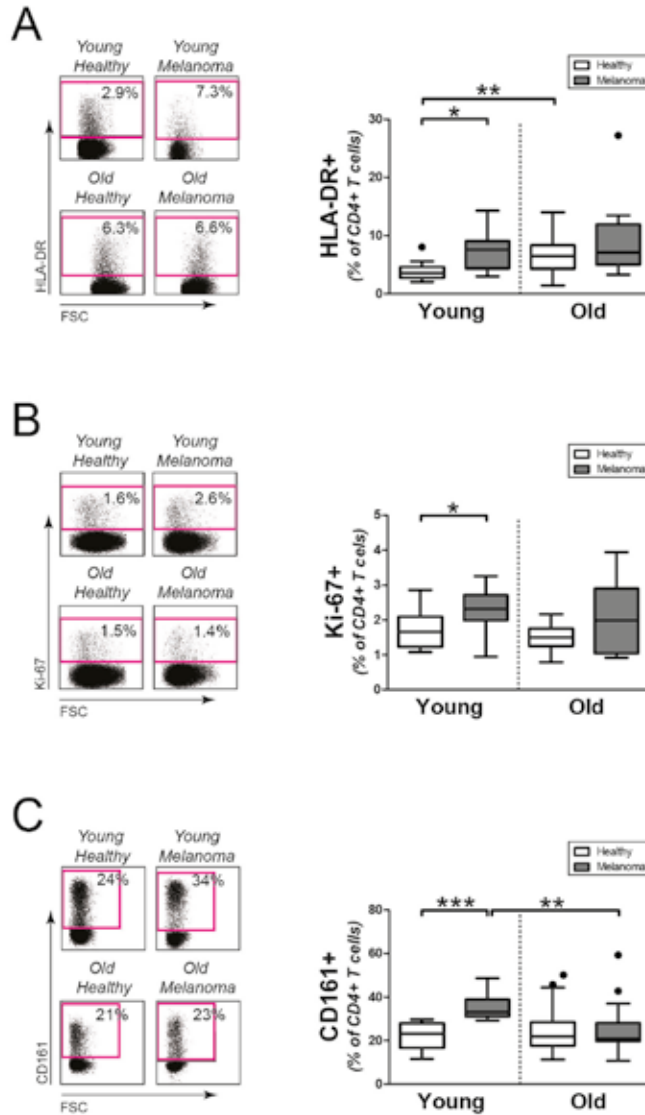 A
Young Healthy
Young Melanoma
2.9%
7.3%
Old Healthy
Old Melanoma
6.3%
6.6%
HLA-DR
FSC
Healthy
Melanoma
**
*
HLA-DR+
(% of CD4+ T cells)
30
20
10
0
Young
Old
B
Young Healthy
Young Melanoma
1.6%
2.6%
Old Healthy
Old Melanoma
1.5%
1.4%
Ki-67
FSC
Healthy
Melanoma
*
Ki-67+
(% of CD4+ T cells)
5
4
3
2
1
0
Young
Old
C
Young Healthy
Young Melanoma
24%
34%
Old Healthy
Old Melanoma
21%
23%
CD161
FSC
Healthy
Melanoma
***
**
CD161+
(% of CD4+ T cells)
80
60
40
20
0
Young
Old